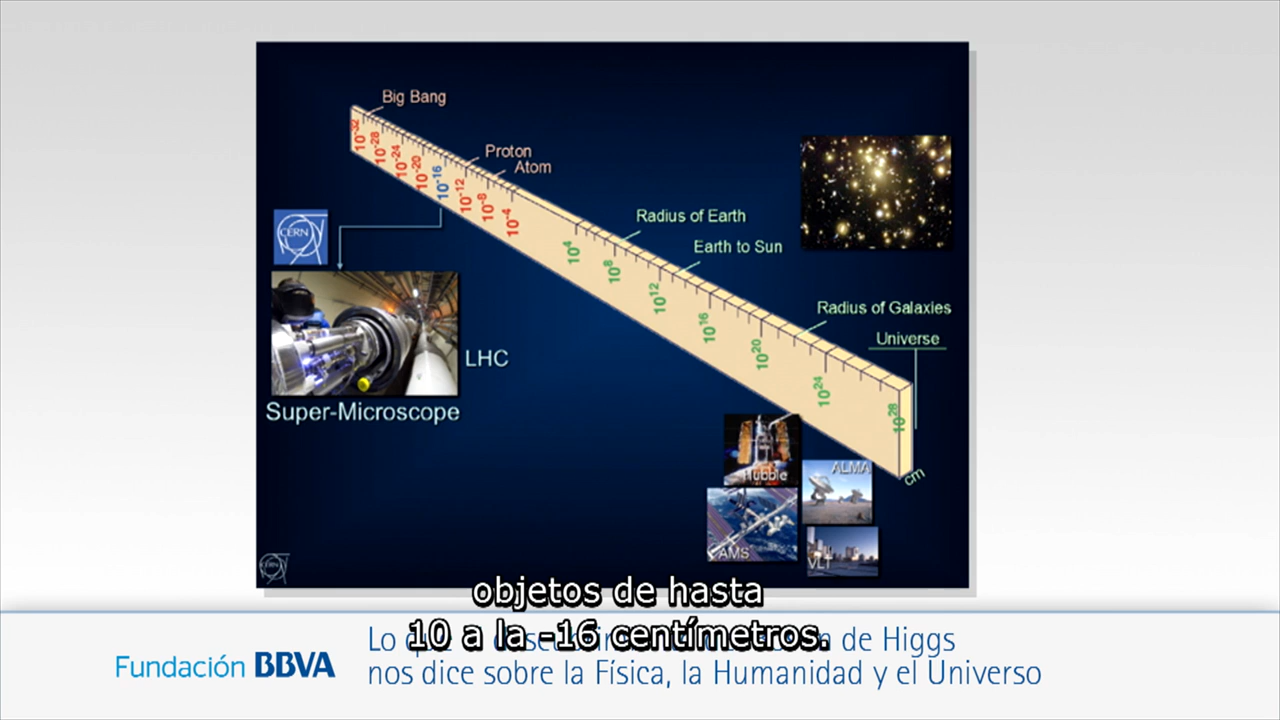 Big Bang
Proton
Atom
10-32
10-28
10-24
10-20
10-16
10-12
10-8
10-4
Radius of Earth
Earth to Sun
104
108
1012
1016
1020
1024
1028
cm
Radius of Galaxies
Universe
CERN
LHC
Super-Microscope
Hubble
ALMA
AMS
VLT
CERN
objetos de hasta
10 a la -16 centímetros.
Fundación BBVA
Lo de Higgs
nos dice sobre la Física, la Humanidad y el Universo